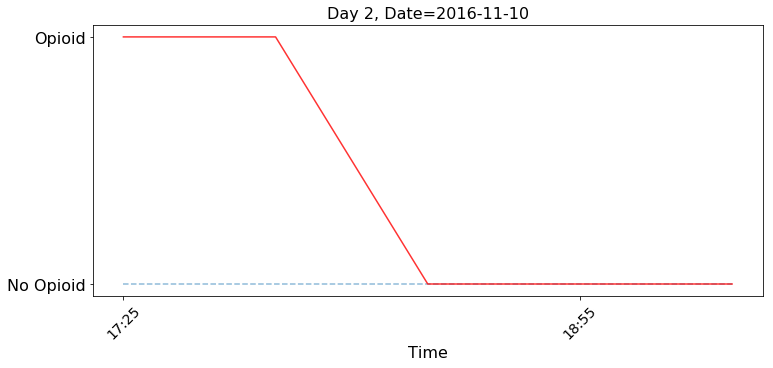 Day 2, Date=2016-11-10
Opioid
No Opioid
17:25
18:55
Time